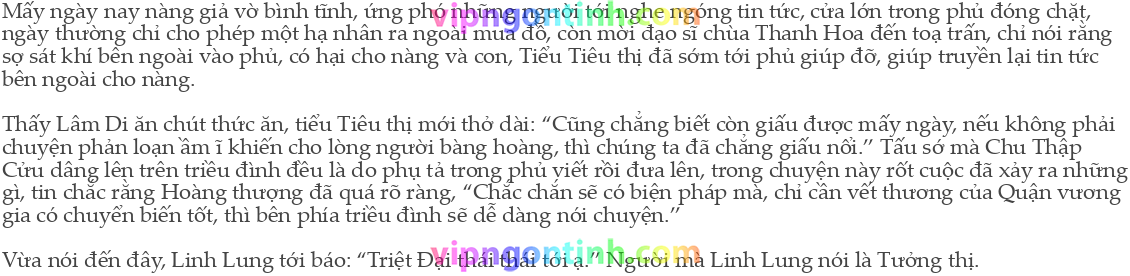 Mấy ngày nay nàng giả vờ bình tĩnh, ứng phó những người tới nghe ngóng tin tức, cửa lớn trong phủ đóng chặt,
ngày thường chỉ cho phép một hạ nhân ra ngoài mua đồ, còn mời đạo sĩ chùa Thanh Hoa đến toạ trấn, chỉ nói rằng
sợ sát khí bên ngoài vào phủ, có hại cho nàng và con, Tiểu Tiêu thị đã sớm tới phủ giúp đỡ, giúp truyền lại tin tức
bên ngoài cho nàng.
Thấy Lâm Di ăn chút thức ăn, tiểu Tiêu thị mới thở dài: “Cũng chẳng biết còn giấu được mấy ngày, nếu không phải
chuyện phản loạn ầm ĩ khiến cho lòng người bàng hoàng, thì chúng ta đã chẳng giấu nổi.” Tấu sớ mà Chu Thập
Cửu dâng lên trên triều đình đều là do phụ tá trong phủ viết rồi đưa lên, trong chuyện này rốt cuộc đã xảy ra những
gì, tin chắc rằng Hoàng thượng đã quá rõ ràng, “Chắc chắn sẽ có biện pháp mà, chỉ cần vết thương của Quận vương
gia có chuyển biến tốt, thì bên phía triều đình sẽ dễ dàng nói chuyện.”
Vừa nói đến đây, Linh Lung tới báo: “Triệt Đại thái thái tới ạ.” Người mà Linh Lung nói là Tưởng thị.
vipngontinh.com
vipngontinh.com